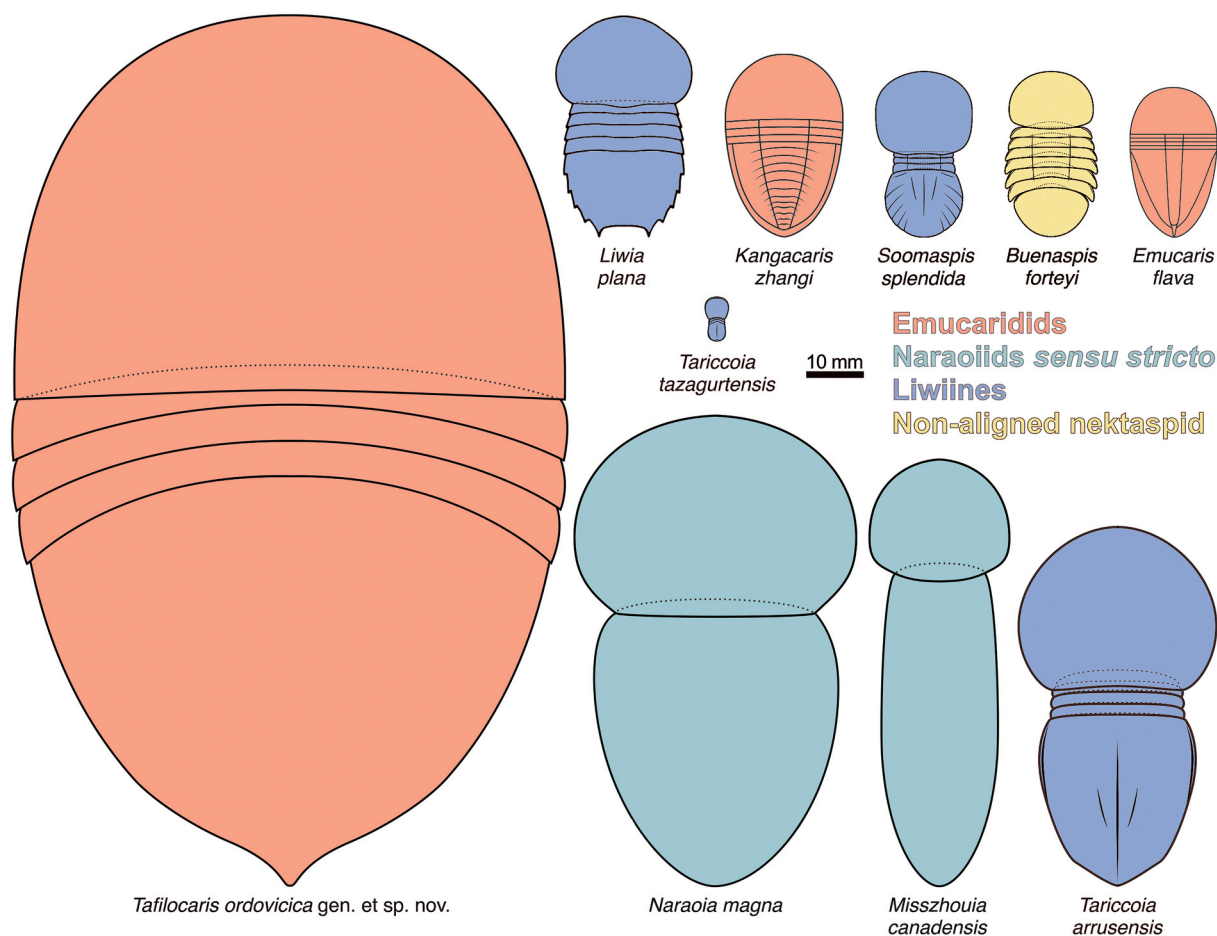 Liwia
plana
Kangacaris
zhangi
Soomaspis
splendida
Buenaspis
forteyi
Emucaris
flava
Tariccoia
tazagurtensis
10 mm
Emucaridids
Naraoiids sensu stricto
Liwiines
Non-aligned nektaspid
Tafilocaris ordovicica gen. et sp. nov.
Naraoia magna
Misszhouia
canadensis
Tariccoia
arrusensis